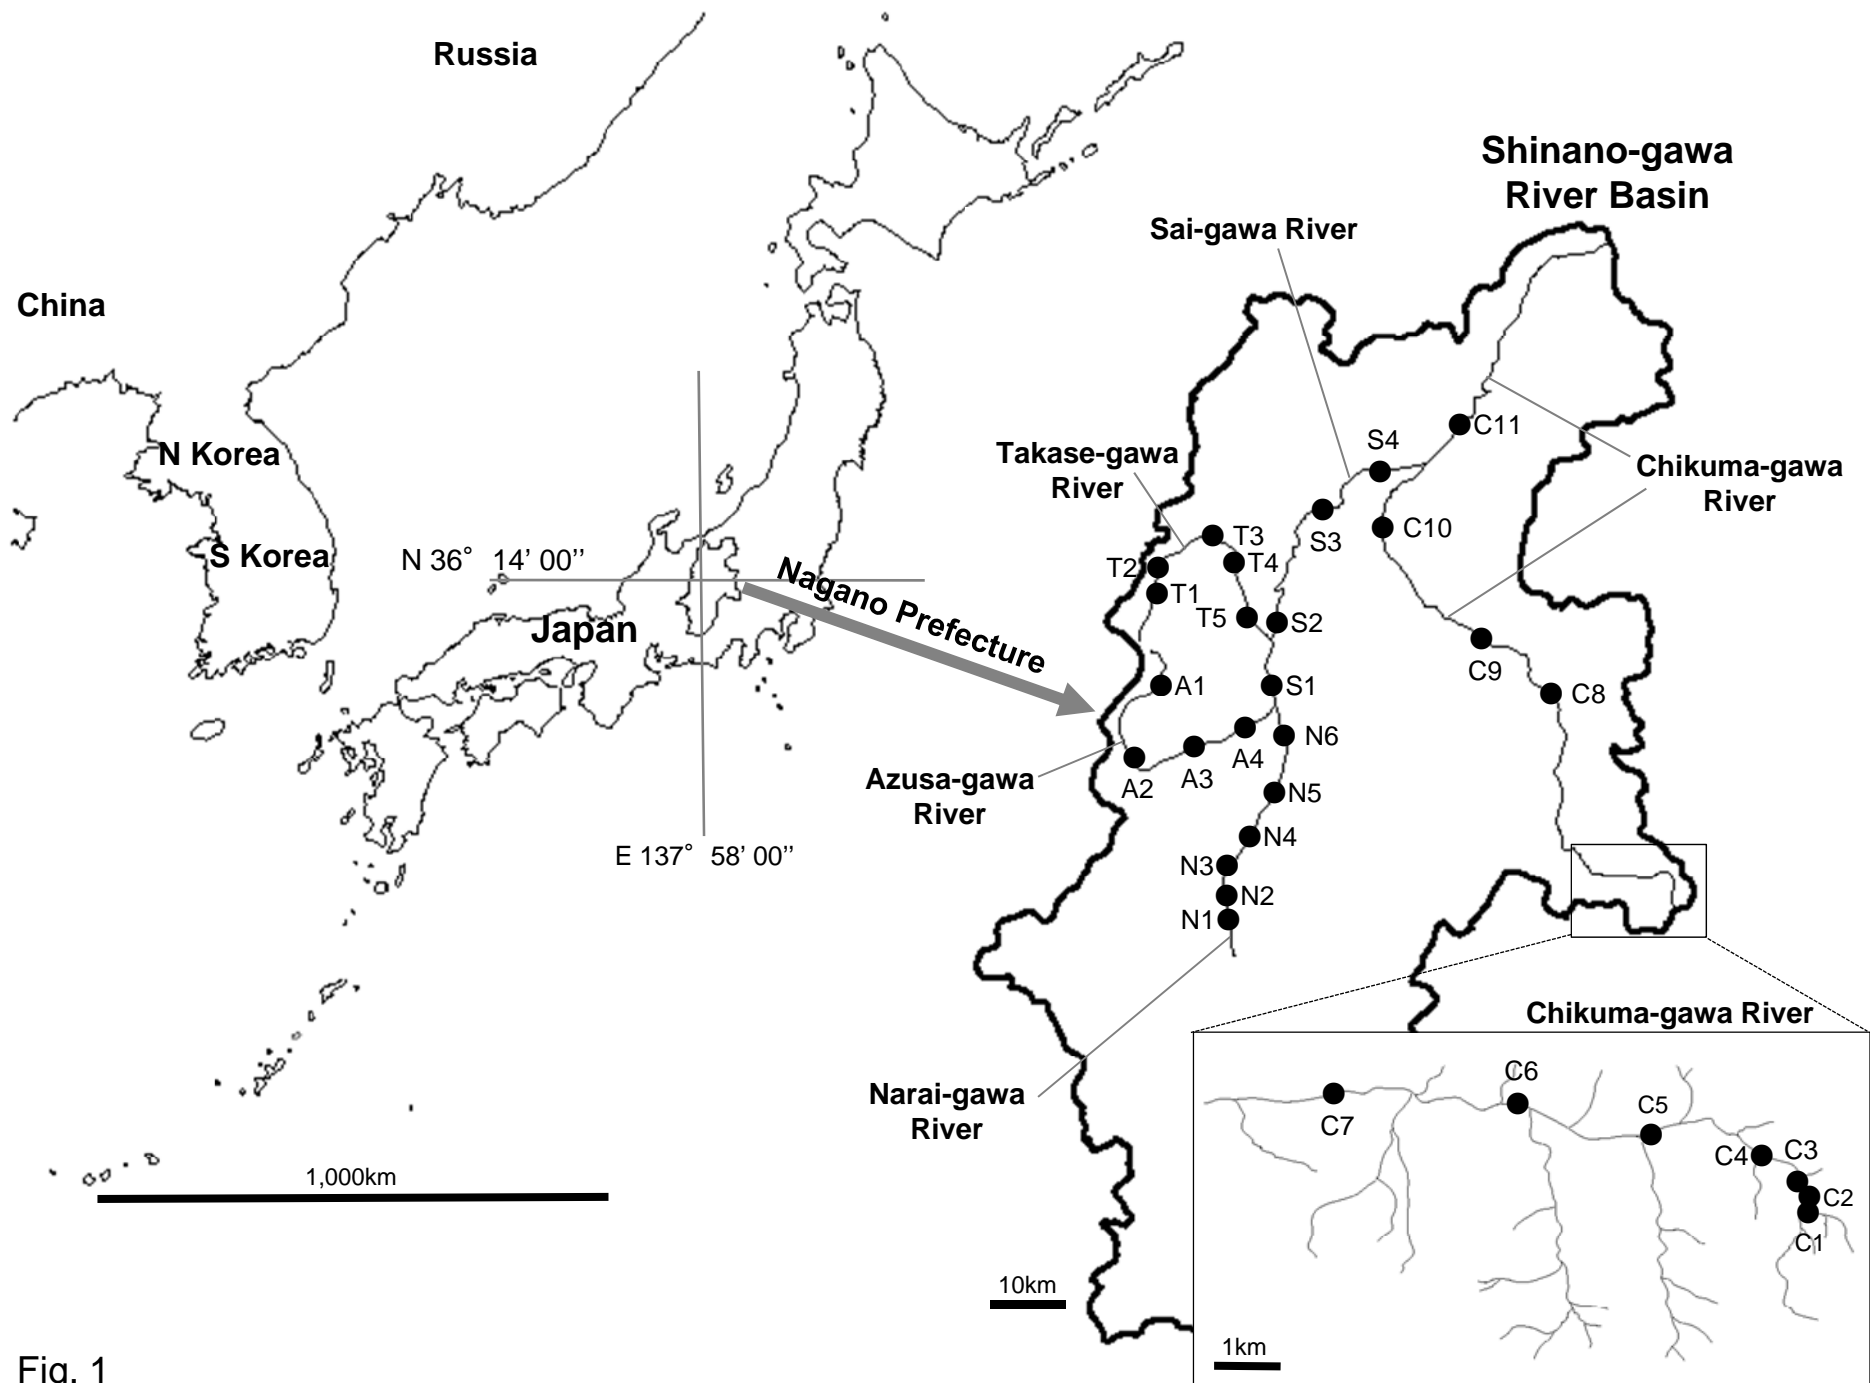 Russia
China
N Korea
S Korea
Japan
N 36° 14' 00''
E 137° 58' 00''
Nagano Prefecture
1,000km
Shinano-gawa
River Basin
Sai-gawa River
Takase-gawa
River
Chikuma-gawa
River
Azusa-gawa
River
Narai-gawa
River
C11
S4
S3
C10
T3
T2
T4
T1
T5
S2
C9
C8
A1
S1
A4
N6
A3
A2
N5
N4
N3
N2
N1
10km
Chikuma-gawa River
C7
C6
C5
C4
C3
C2
C1
1km
Fig. 1